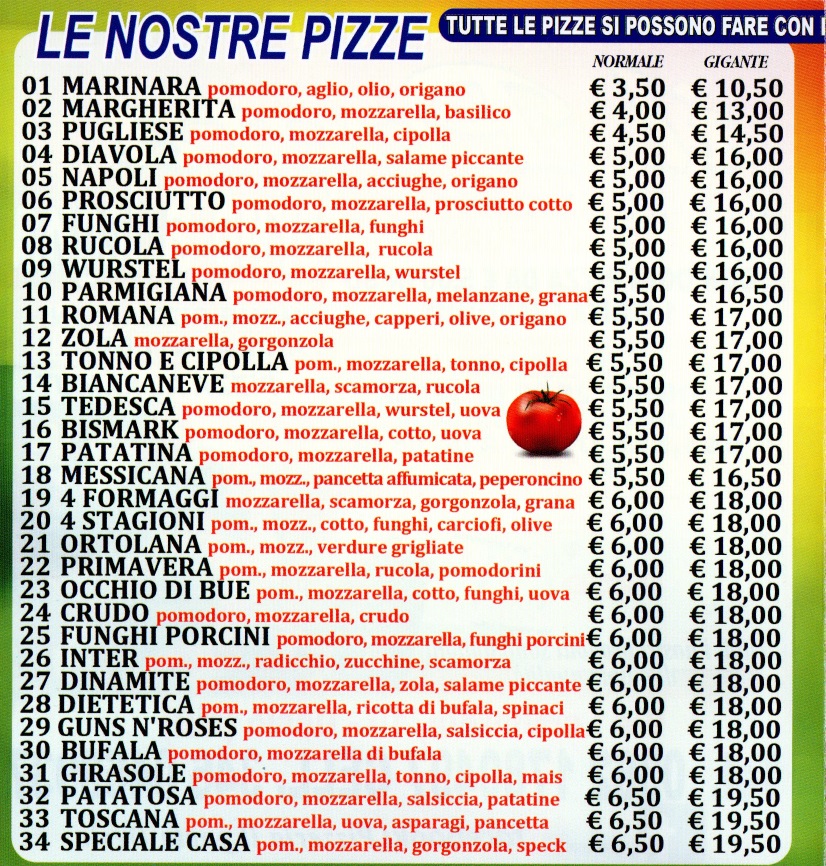 LE NOSTRE PIZZE
TUTTE LE PIZZE SI POSSONO FARE CON
NORMALE GIGANTE
01 MARINARA pomodoro, aglio, olio, origano € 3,50 € 10,50
02 MARGHERITA pomodoro, mozzarella, basilico € 4,00 € 13,00
03 PUGLIESE pomodoro, mozzarella, cipolla € 4,50 € 14,50
04 DIAVOLA pomodoro, mozzarella, salame piccante € 5,00 € 16,00
05 NAPOLI pomodoro, mozzarella, acciughe, origano € 5,00 € 16,00
06 PROSCIUTTO pomodoro, mozzarella, prosciutto cotto € 5,00 € 16,00
07 FUNGHI pomodoro, mozzarella, funghi € 5,00 € 16,00
08 RUCOLA pomodoro, mozzarella, rucola € 5,00 € 16,00
09 WURSTEL pomodoro, mozzarella, wurstel € 5,00 € 16,00
10 PARMIGIANA pomodoro, mozzarella, melanzane, grana € 5,50 € 16,50
11 ROMANA pom., mozz., acciughe, capperi, olive, origano € 5,50 € 17,00
12 ZOLA mozzarella, gorgonzola € 5,50 € 17,00
13 TONNO E CIPOLLA pom., mozzarella, tonno, cipolla € 5,50 € 17,00
14 BIANCANEVE mozzarella, scamorza, rucola € 5,50 € 17,00
15 TEDESCA pomodoro, mozzarella, wurstel, uova € 5,50 € 17,00
16 BISMARK pomodoro, mozzarella, cotto, uova € 5,50 € 17,00
17 PATATINA pomodoro, mozzarella, patatine € 5,50 € 17,00
18 MESSICANA pom., mozz., pancetta affumicata, peperoncino € 5,50 € 16,50
19 4 FORMAGGI mozzarella, scamorza, gorgonzola, grana € 6,00 € 18,00
20 4 STAGIONI pom., mozz., cotto, funghi, carciofi, olive € 6,00 € 18,00
21 ORTOLANA pom., mozz., verdure grigliate € 6,00 € 18,00
22 PRIMAVERA pom., mozzarella, rucola, pomodorini € 6,00 € 18,00
23 OCCHIO DI BUE pom., mozzarella, cotto, funghi, uova € 6,00 € 18,00
24 CRUDO pomodoro, mozzarella, crudo € 6,00 € 18,00
25 FUNGHI PORCINI pomodoro, mozzarella, funghi porcini € 6,00 € 18,00
26 INTER pom., mozz., radicchio, zucchine, scamorza € 6,00 € 18,00
27 DINAMITE pomodoro, mozzarella, zola, salame piccante € 6,00 € 18,00
28 DIETETICA pom., mozzarella, ricotta di bufala, spinaci € 6,00 € 18,00
29 GUNS N'ROSES pomodoro, mozzarella, salsiccia, cipolla € 6,00 € 18,00
30 BUFALA pomodoro, mozzarella di bufala € 6,00 € 18,00
31 GIRASOLE pomodoro, mozzarella, tonno, cipolla, mais € 6,00 € 18,00
32 PATATOSA pomodoro, mozzarella, salsiccia, patatine € 6,50 € 19,50
33 TOSCANA pom., mozzarella, uova, asparagi, pancetta € 6,50 € 19,50
34 SPECIALE CASA pom., mozzarella, gorgonzola, speck € 6,50 € 19,50